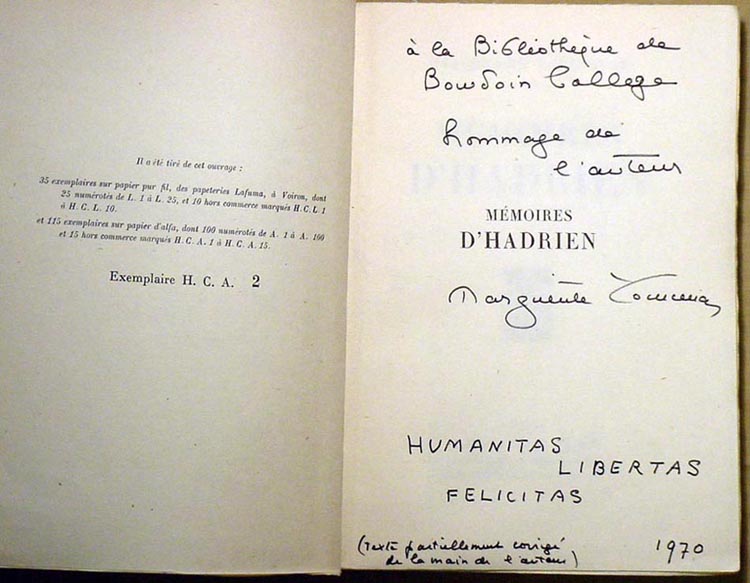 Il a été tiré de cet ouvrage :
35 exemplaires sur papier pur fil, des papeteries Lafuma, à Voiron, dont
25 numérotés de L. 1 à L. 25, et 10 hors commerce marqués H. C. L 1
à H. C. L. 10.
et 115 exemplaires sur papier d'alfa, dont 100 numérotés de A. 1 à A. 100
et 15 hors commerce marqués H. C. A. 1 à H. C. A. 15.
Exemplaire H. C. A. 2
à la Bibliothèque de
Bowdoin College
hommage de
l'auteur
MÉMOIRES
D'HADRIEN
Marguerite Yourcenar
HUMANITAS
LIBERTAS
FELICITAS
(Texte partiellement corrigé
de la main de l'auteur)
1970